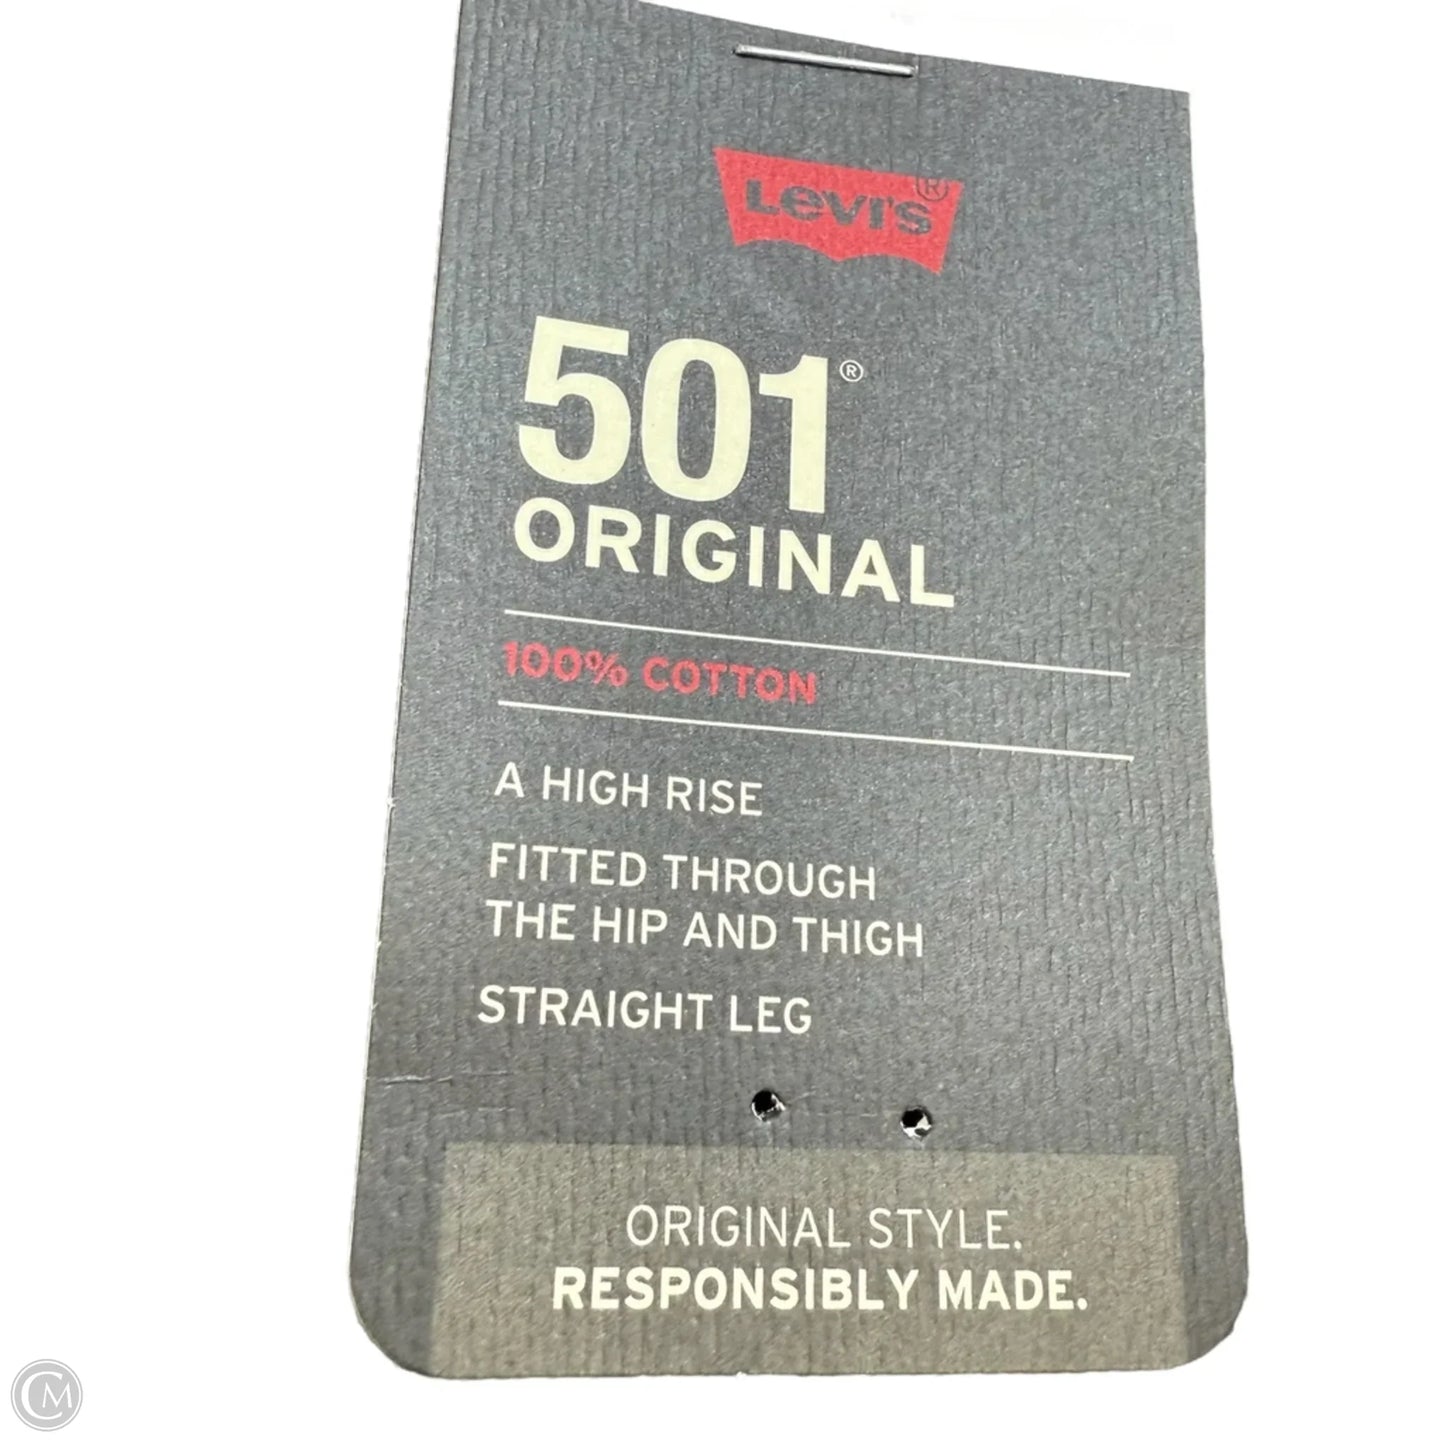 Levi's®
501®
ORIGINAL
100% COTTON
A HIGH RISE
FITTED THROUGH
THE HIP AND THIGH
STRAIGHT LEG
ORIGINAL STYLE.
RESPONSIBLY MADE.
CM